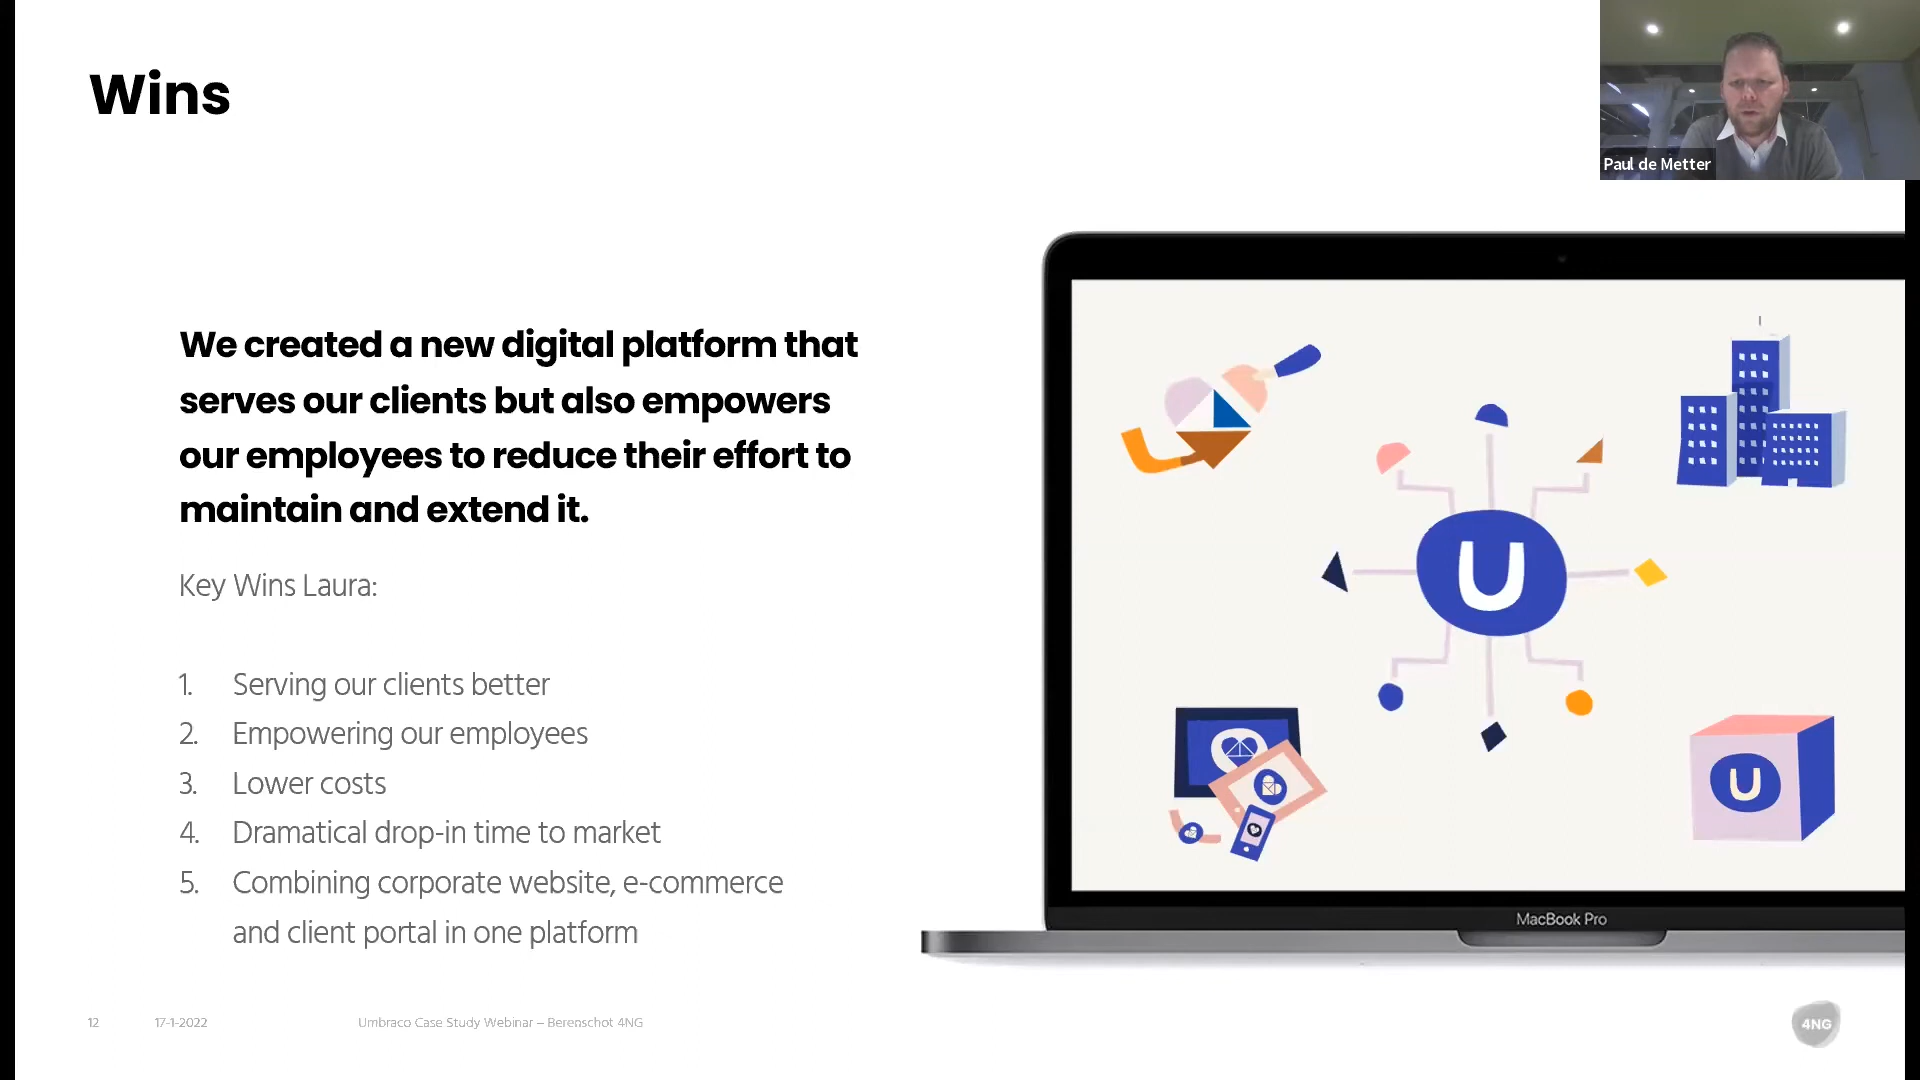 Wins
Paul de Metter
We created a new digital platform that
serves our clients but also empowers
our employees to reduce their effort to
maintain and extend it.
Key Wins Laura:
1. Serving our clients better
2. Empowering our employees
3. Lower costs
4. Dramatical drop-in time to market
5. Combining corporate website, e-commerce
and client portal in one platform
U
U
MacBook Pro
12 17-1-2022 Umbraco Case Study Webinar – Berenschot 4NG
4NG